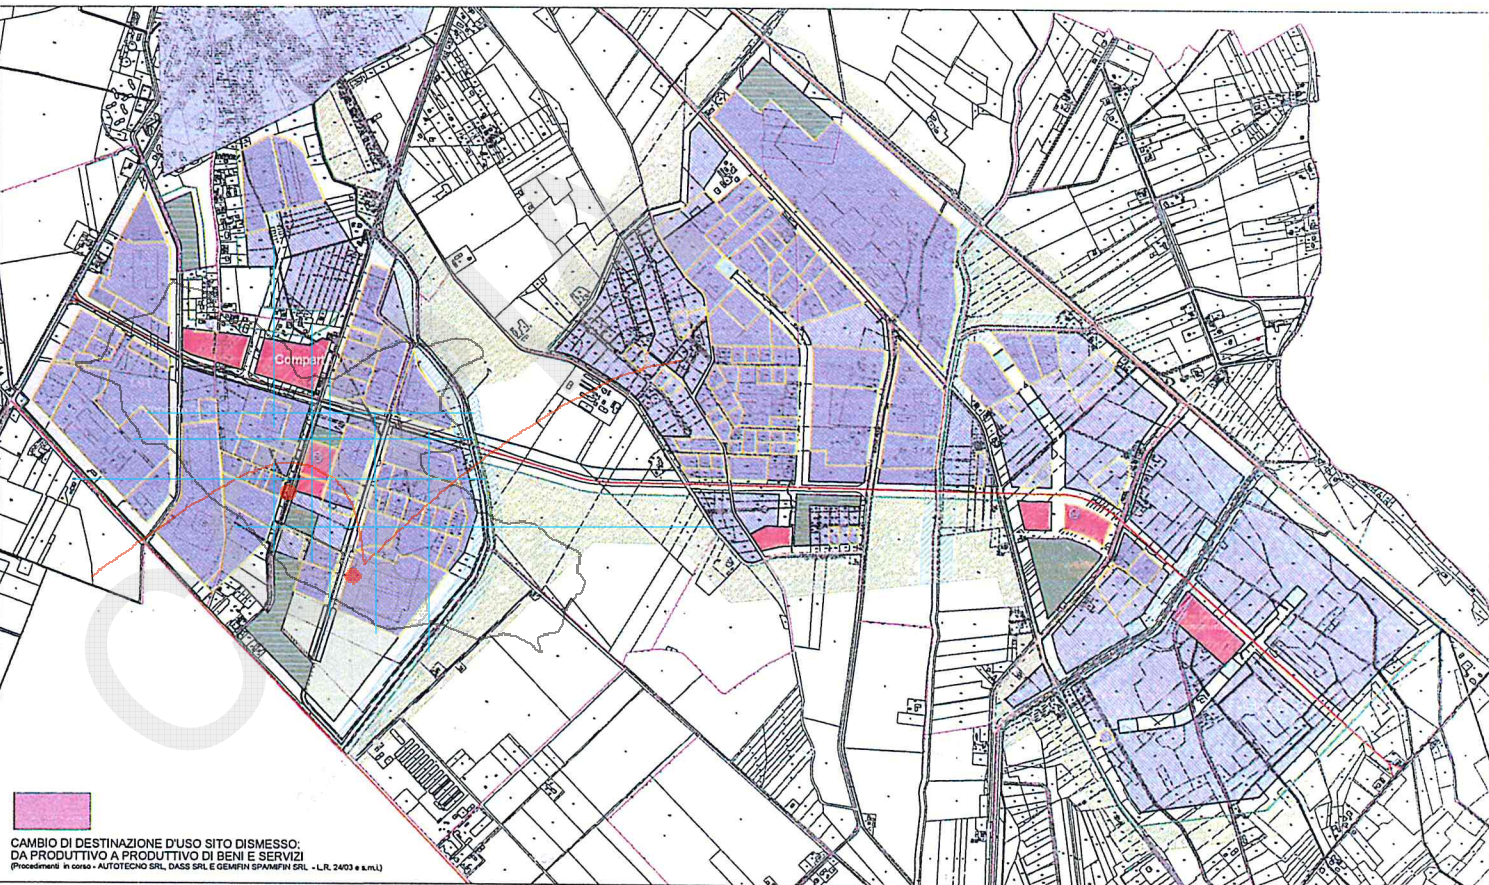 Compar
CAMBIO DI DESTINAZIONE D'USO SITO DISMESSO:
DA PRODUTTIVO A PRODUTTIVO DI BENI E SERVIZI
(Procedimenti in corso - AUTOTECNO SRL, DASS SRL E GEMIFIN SPA/MIFIN SRL - L.R. 24/03 e s.m.i.)